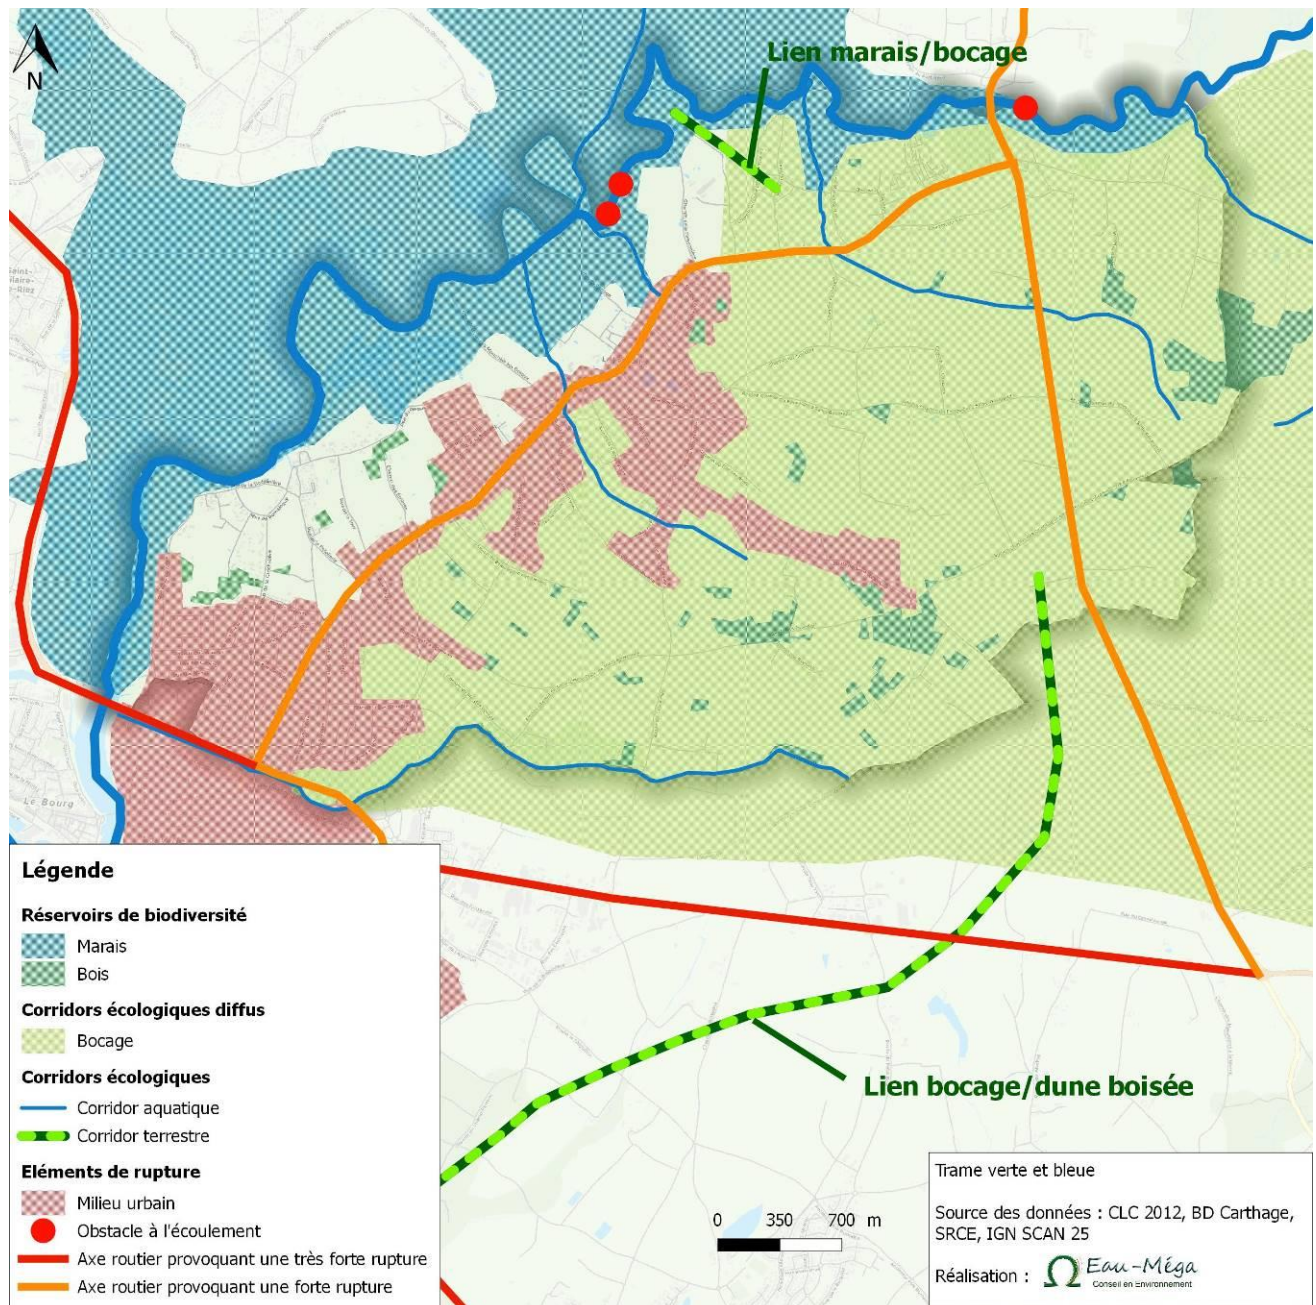 N
Lien marais/bocage
Le Bourg
Lien bocage/dune boisée
Légende
Réservoirs de biodiversité
Marais
Bois
Corridors écologiques diffus
Bocage
Corridors écologiques
Corridor aquatique
Corridor terrestre
Eléments de rupture
Milieu urbain
Obstacle à l'écoulement
Axe routier provoquant une très forte rupture
Axe routier provoquant une forte rupture
0 350 700 m
Trame verte et bleue
Source des données : CLC 2012, BD Carthage,
SRCE, IGN SCAN 25
Réalisation :
Eau-Méga
Conseil en Environnement